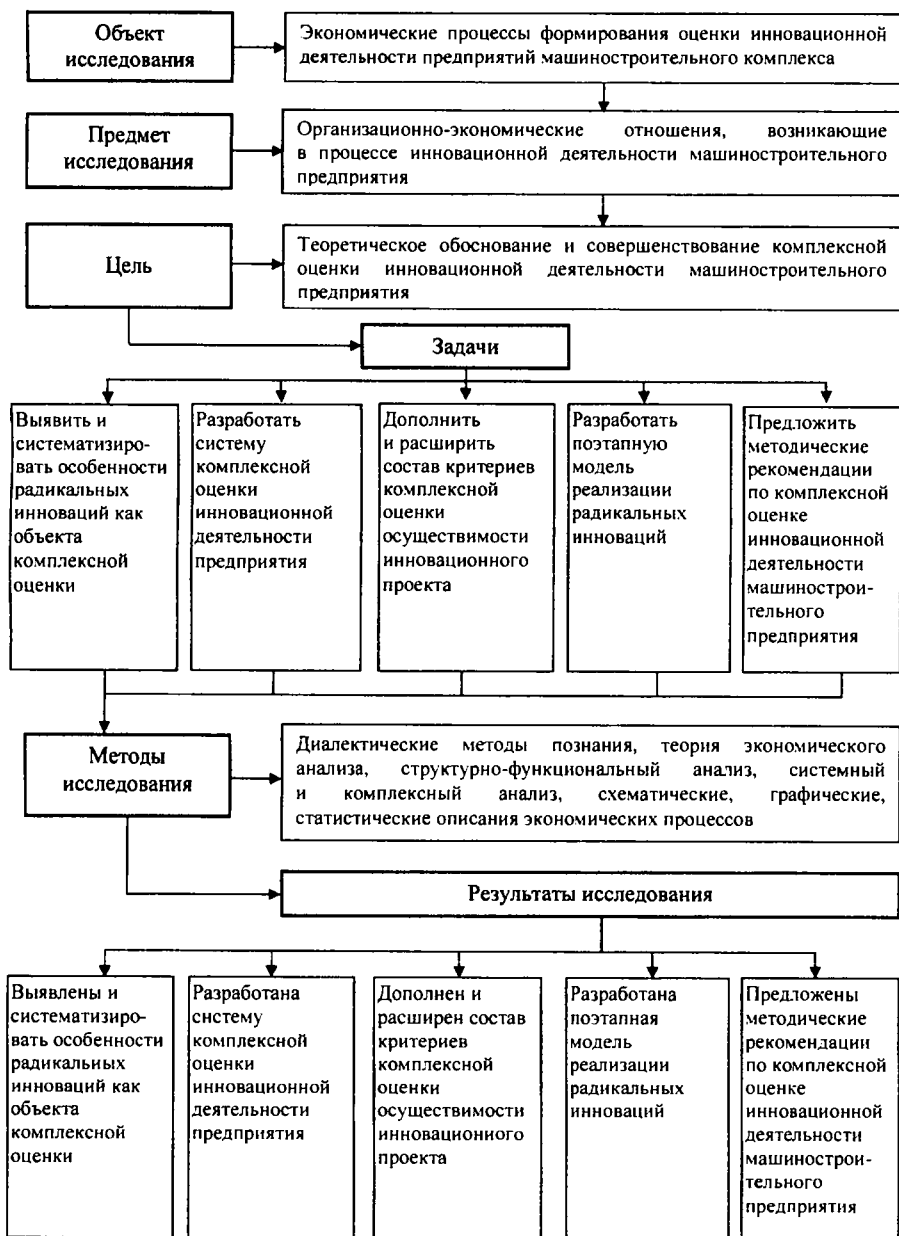 Объект
исследования
Экономические процессы формирования оценки инновационной
деятельности предприятий машиностроительного комплекса
Предмет
исследования
Организационно-экономические отношения, возникающие
в процессе инновационной деятельности машиностроительного
предприятия
Цель
Теоретическое обоснование и совершенствование комплексной
оценки инновационной деятельности машиностроительного
предприятия
Задачи
Выявить и
систематизиро-
вать особенности
радикальных
инноваций как
объекта
комплексной
оценки
Разработать
систему
комплексной
оценки
инновационной
деятельности
предприятия
Дополнить
и расширить
состав критериев
комплексной
оценки
осуществимости
инновационного
проекта
Разработать
поэтапную
модель
реализации
радикальных
инноваций
Предложить
методические
рекомендации
по комплексной
оценке
инновационной
деятельности
машинострои-
тельного
предприятия
Методы
исследования
Диалектические методы познания, теория экономического
анализа, структурно-функциональный анализ, системный
и комплексный анализ, схематические, графические,
статистические описания экономических процессов
Результаты исследования
Выявлены и
систематизиро-
вать особенности
радикальных
инноваций как
объекта
комплексной
оценки
Разработана
снстему
комплексной
оценки
инновационной
деятельности
предприятия
Дополнен и
расширен состав
критериев
комплексной
оценки
осуществимости
инновациониого
проекта
Разработана
поэтапная
модель
реализации
радикальных
инноваций
Предложены
методические
рекомендации
по комплексной
оценке
инновационной
деятельности
машинострои-
тельного
предприятия